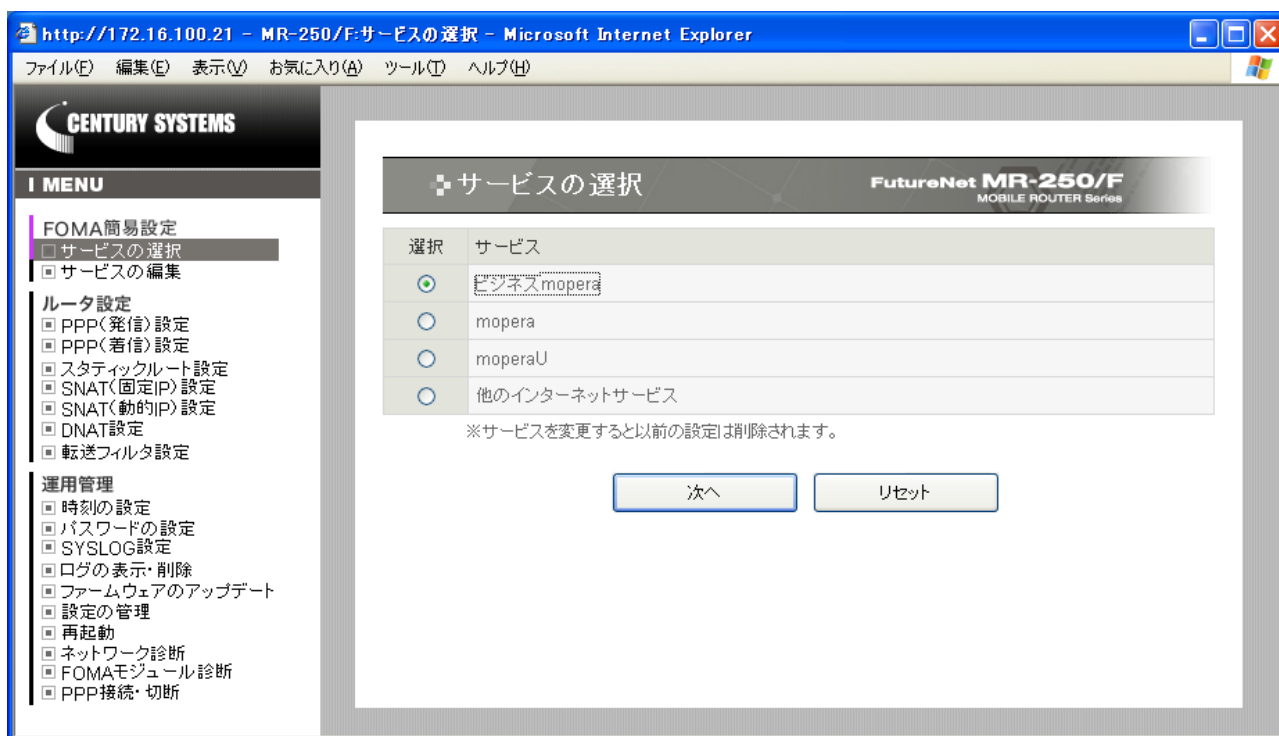 http://172.16.100.21 - MR-250/F:サービスの選択 - Microsoft Internet Explorer
ファイル(F) 編集(E) 表示(V) お気に入り(A) ツール(T) ヘルプ(H)
CENTURY SYSTEMS
MENU
FOMA簡易設定
サービスの選択
サービスの編集
ルータ設定
PPP(発信)設定
PPP(着信)設定
スタティックルート設定
SNAT(固定IP)設定
SNAT(動的IP)設定
DNAT設定
転送フィルタ設定
運用管理
時刻の設定
パスワードの設定
SYSLOG設定
ログの表示・削除
ファームウェアのアップデート
設定の管理
再起動
ネットワーク診断
FOMAモジュール診断
PPP接続・切断
サービスの選択
FutureNet MR-250/F
MOBILE ROUTER Series
選択 サービス
ビジネスmopera
mopera
moperaU
他のインターネットサービス
※サービスを変更すると以前の設定は削除されます。
次へ リセット